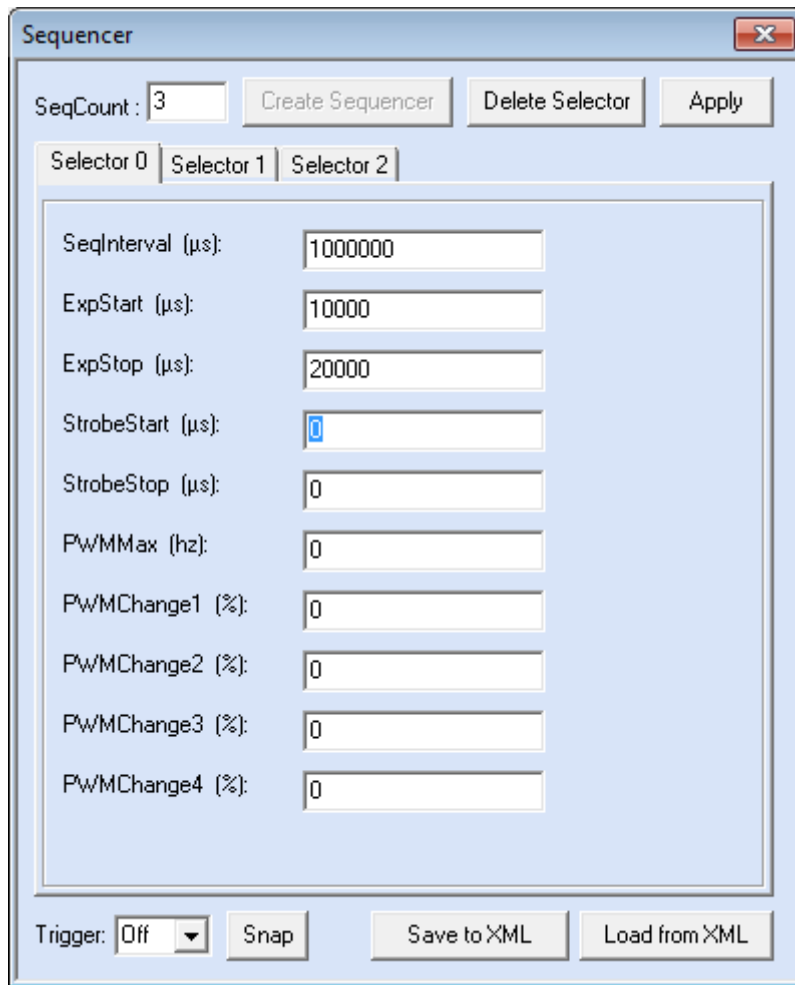 Sequencer
SeqCount : 3 Create Sequencer Delete Selector Apply
Selector 0 Selector 1 Selector 2
SeqInterval (µs): 1000000
ExpStart (µs): 10000
ExpStop (µs): 20000
StrobeStart (µs): 0
StrobeStop (µs): 0
PWMMax (hz): 0
PWMChange1 (%): 0
PWMChange2 (%): 0
PWMChange3 (%): 0
PWMChange4 (%): 0
Trigger: Off Snap Save to XML Load from XML